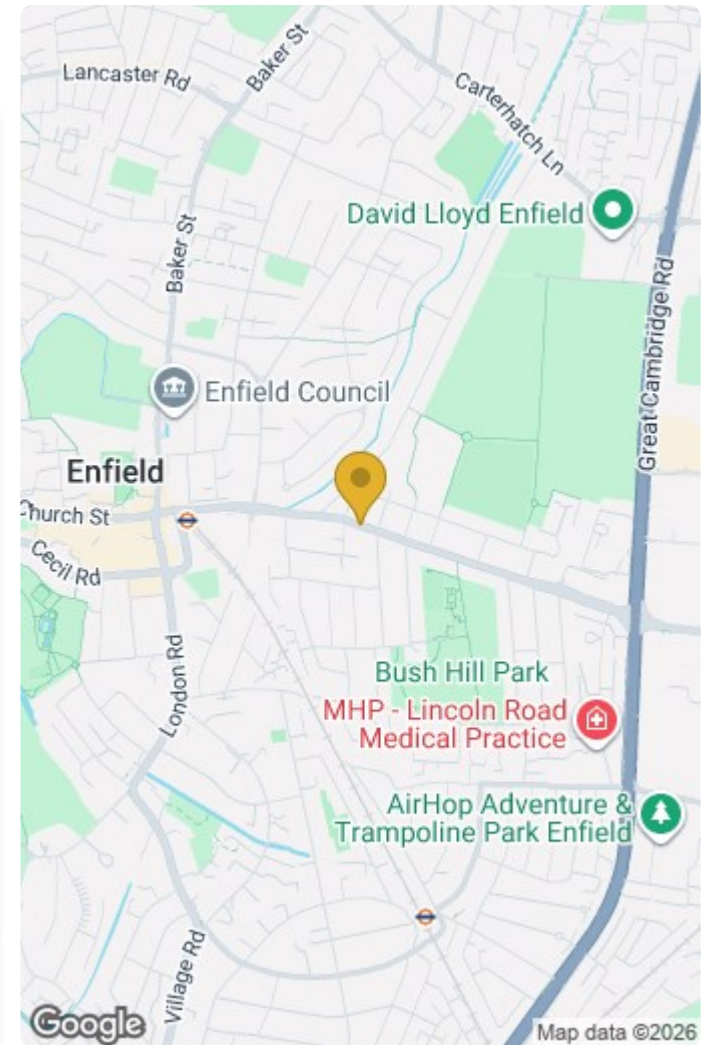 Lancaster Rd
Baker St
Carterhatch Ln
David Lloyd Enfield
Baker St
Great Cambridge Rd
Enfield Council
Enfield
Church St
Cecil Rd
London Rd
Bush Hill Park
MHP - Lincoln Road
Medical Practice
AirHop Adventure &
Trampoline Park Enfield
Village Rd
Google
Map data ©2026